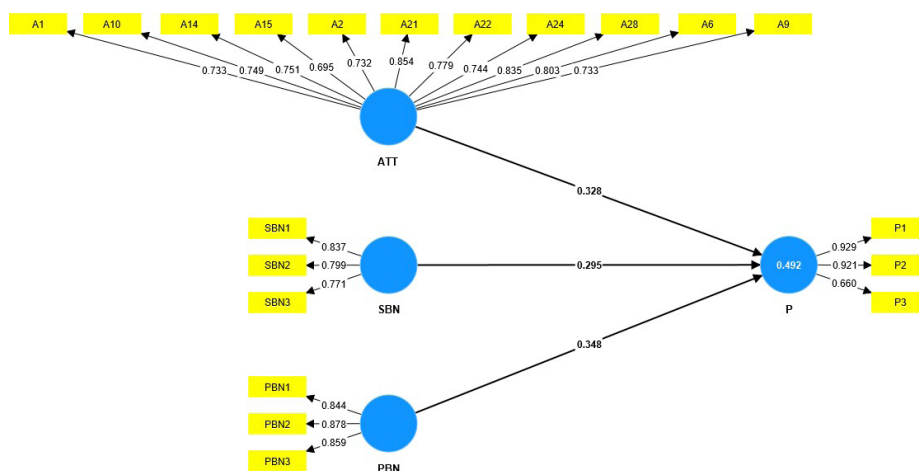 A1 A10 A14 A15 A2 A21 A22 A24 A28 A6 A9
0.733 0.749 0.751 0.695 0.732 0.854 0.779 0.744 0.835 0.803 0.733
ATT
0.328
SBN1
SBN2
SBN3
0.837
0.799
0.771
SBN
0.295
0.492
P
0.929
0.921
0.660
P1
P2
P3
0.348
PBN1
PBN2
PBN3
0.844
0.878
0.859
PBN